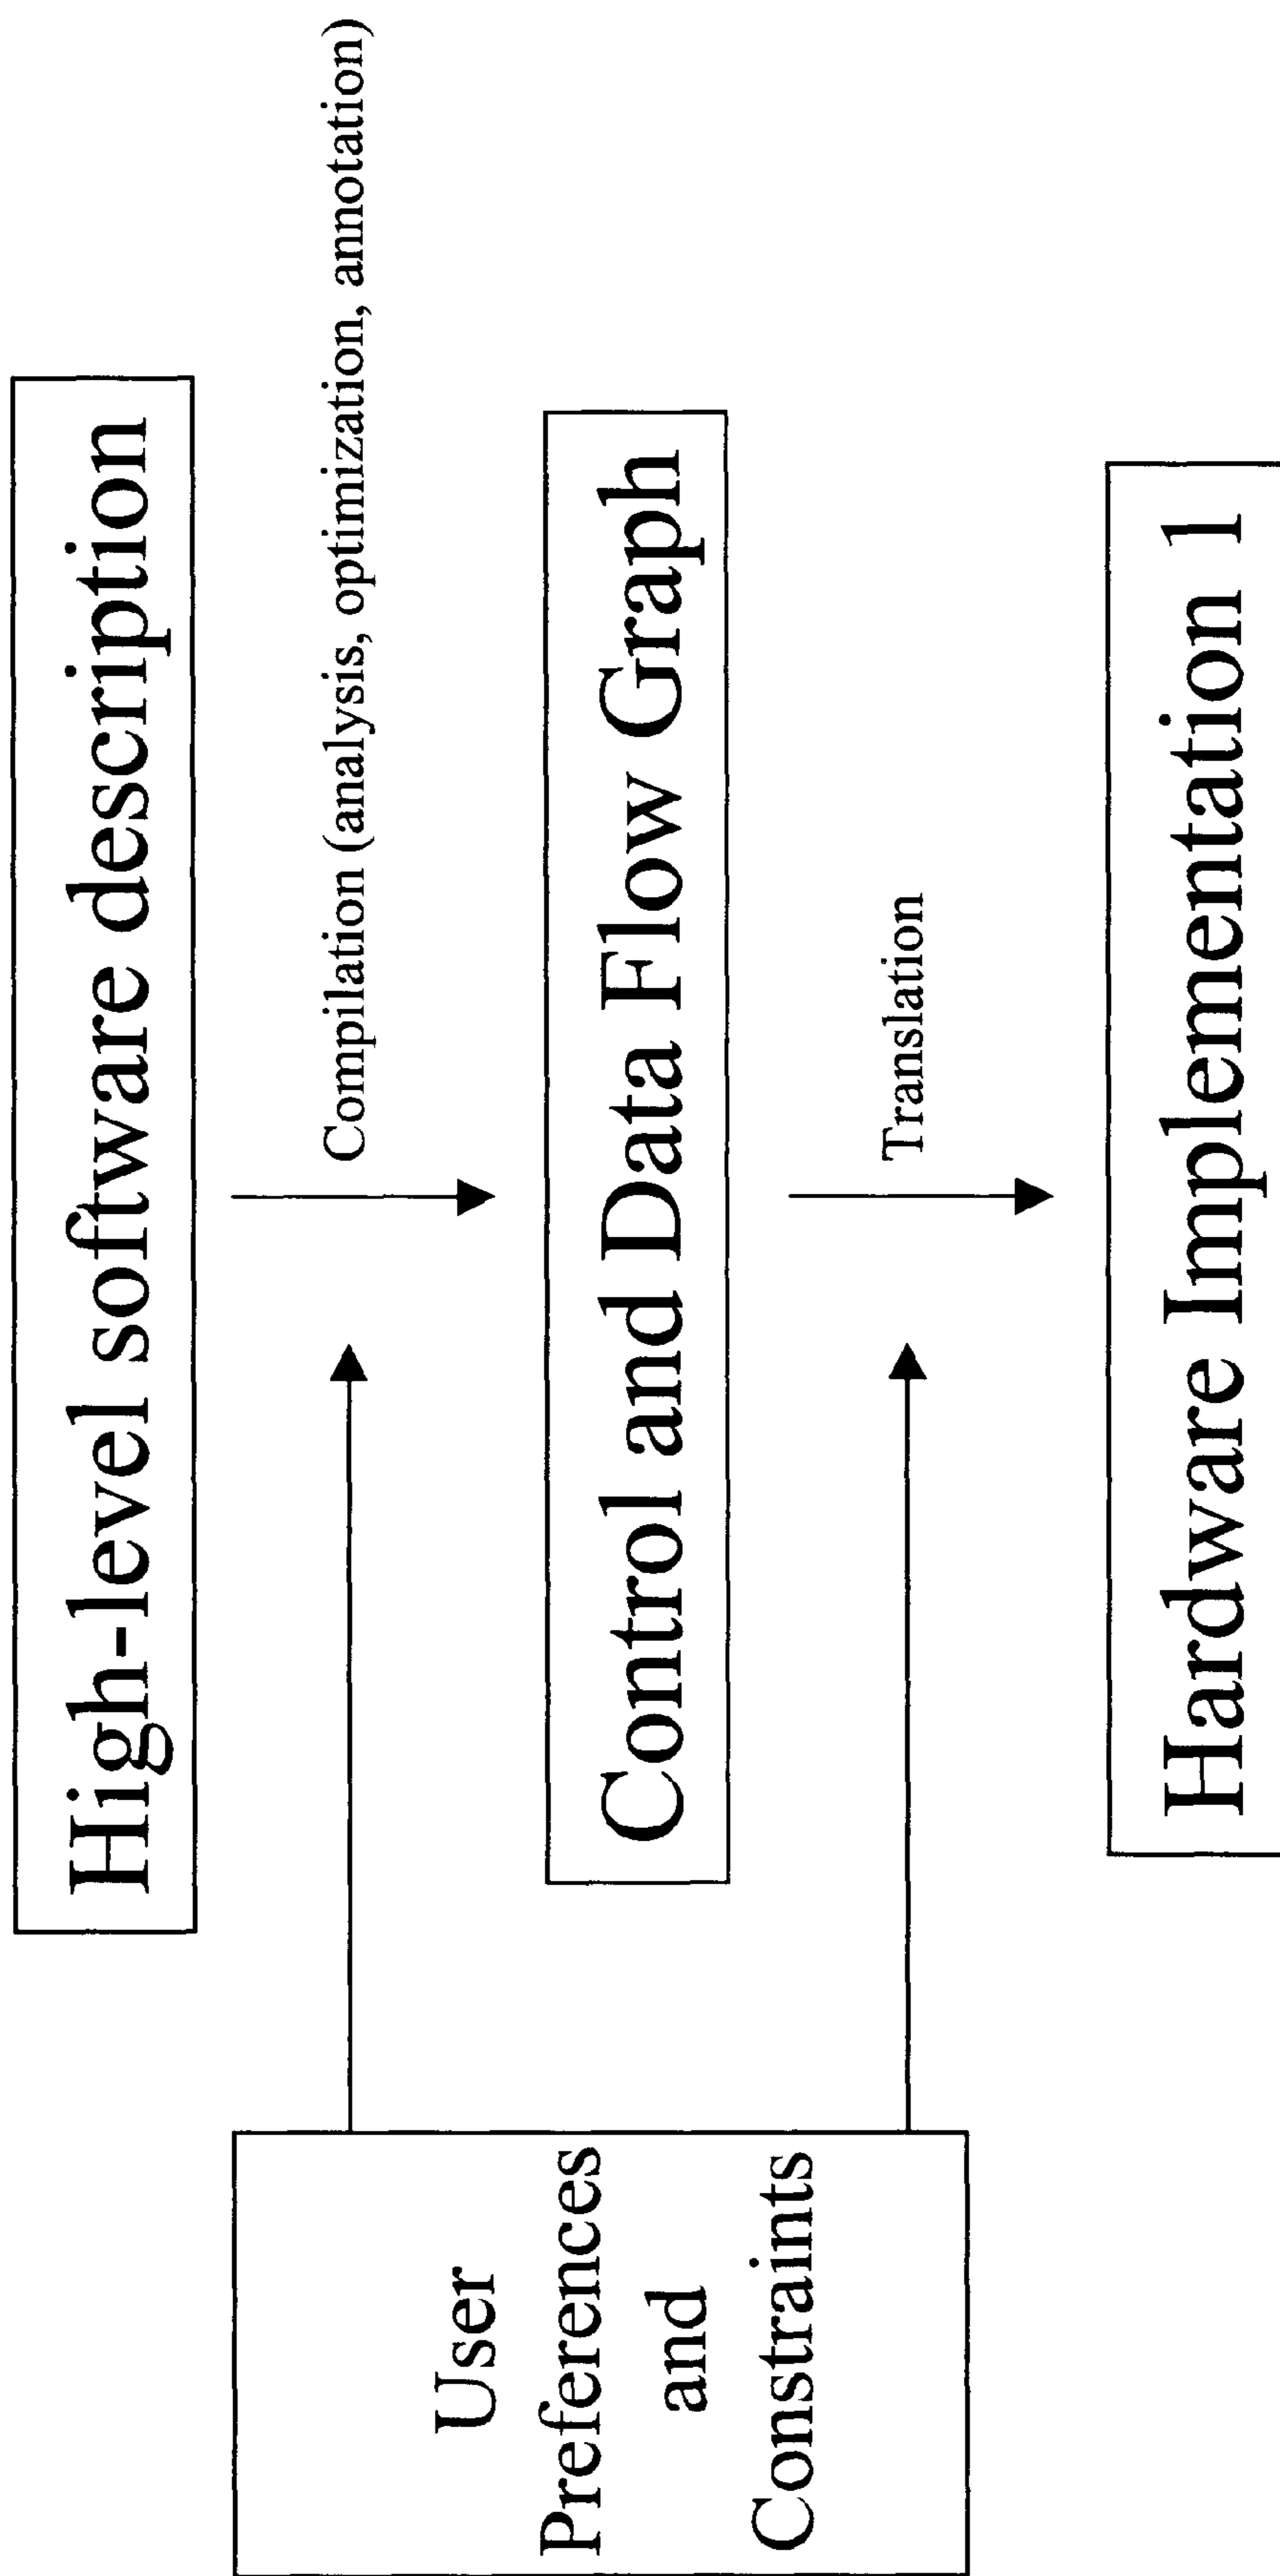 High-level software description
Compilation (analysis, optimization, annotation)
User
Preferences
and
Constraints
Control and Data Flow Graph
Translation
Hardware Implementation 1